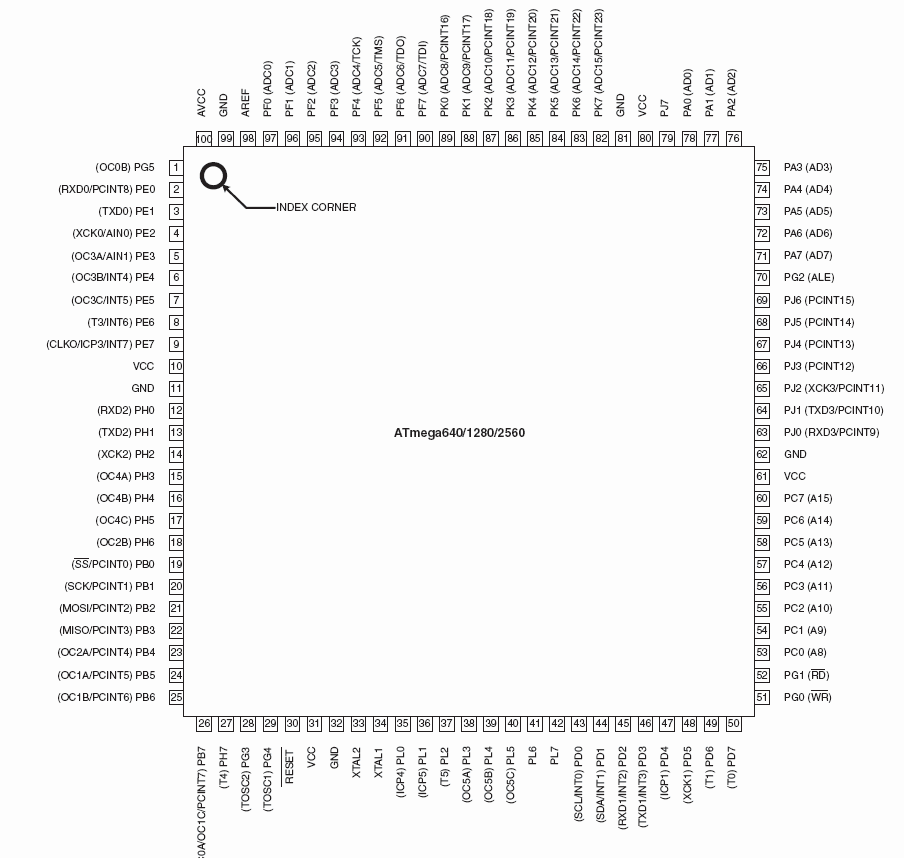 AVCC
GND
AREF
PF0 (ADC0)
PF1 (ADC1)
PF2 (ADC2)
PF3 (ADC3)
PF4 (ADC4/TCK)
PF5 (ADC5/TMS)
PF6 (ADC6/TDO)
PF7 (ADC7/TDI)
PK0 (ADC8/PCINT16)
PK1 (ADC9/PCINT17)
PK2 (ADC10/PCINT18)
PK3 (ADC11/PCINT19)
PK4 (ADC12/PCINT20)
PK5 (ADC13/PCINT21)
PK6 (ADC14/PCINT22)
PK7 (ADC15/PCINT23)
GND
VCC
PJ7
PA0 (AD0)
PA1 (AD1)
PA2 (AD2)
100 99 98 97 96 95 94 93 92 91 90 89 88 87 86 85 84 83 82 81 80 79 78 77 76
(OC0B) PG5 1
(RXD0/PCINT8) PE0 2
(TXD0) PE1 3
(XCK0/AIN0) PE2 4
(OC3A/AIN1) PE3 5
(OC3B/INT4) PE4 6
(OC3C/INT5) PE5 7
(T3/INT6) PE6 8
(CLKO/ICP3/INT7) PE7 9
VCC 10
GND 11
(RXD2) PH0 12
(TXD2) PH1 13
(XCK2) PH2 14
(OC4A) PH3 15
(OC4B) PH4 16
(OC4C) PH5 17
(OC2B) PH6 18
(SS/PCINT0) PB0 19
(SCK/PCINT1) PB1 20
(MOSI/PCINT2) PB2 21
(MISO/PCINT3) PB3 22
(OC2A/PCINT4) PB4 23
(OC1A/PCINT5) PB5 24
(OC1B/PCINT6) PB6 25
INDEX CORNER
ATmega640/1280/2560
75 PA3 (AD3)
74 PA4 (AD4)
73 PA5 (AD5)
72 PA6 (AD6)
71 PA7 (AD7)
70 PG2 (ALE)
69 PJ6 (PCINT15)
68 PJ5 (PCINT14)
67 PJ4 (PCINT13)
66 PJ3 (PCINT12)
65 PJ2 (XCK3/PCINT11)
64 PJ1 (TXD3/PCINT10)
63 PJ0 (RXD3/PCINT9)
62 GND
61 VCC
60 PC7 (A15)
59 PC6 (A14)
58 PC5 (A13)
57 PC4 (A12)
56 PC3 (A11)
55 PC2 (A10)
54 PC1 (A9)
53 PC0 (A8)
52 PG1 (RD)
51 PG0 (WR)
26 27 28 29 30 31 32 33 34 35 36 37 38 39 40 41 42 43 44 45 46 47 48 49 50
C0A/OC1C/PCINT7) PB7
(T4) PH7
(TOSC2) PG3
(TOSC1) PG4
RESET
VCC
GND
XTAL2
XTAL1
(ICP4) PL0
(ICP5) PL1
(T5) PL2
(OC5A) PL3
(OC5B) PL4
(OC5C) PL5
PL6
PL7
(SCL/INT0) PD0
(SDA/INT1) PD1
(RXD1/INT2) PD2
(TXD1/INT3) PD3
(ICP1) PD4
(XCK1) PD5
(T1) PD6
(T0) PD7